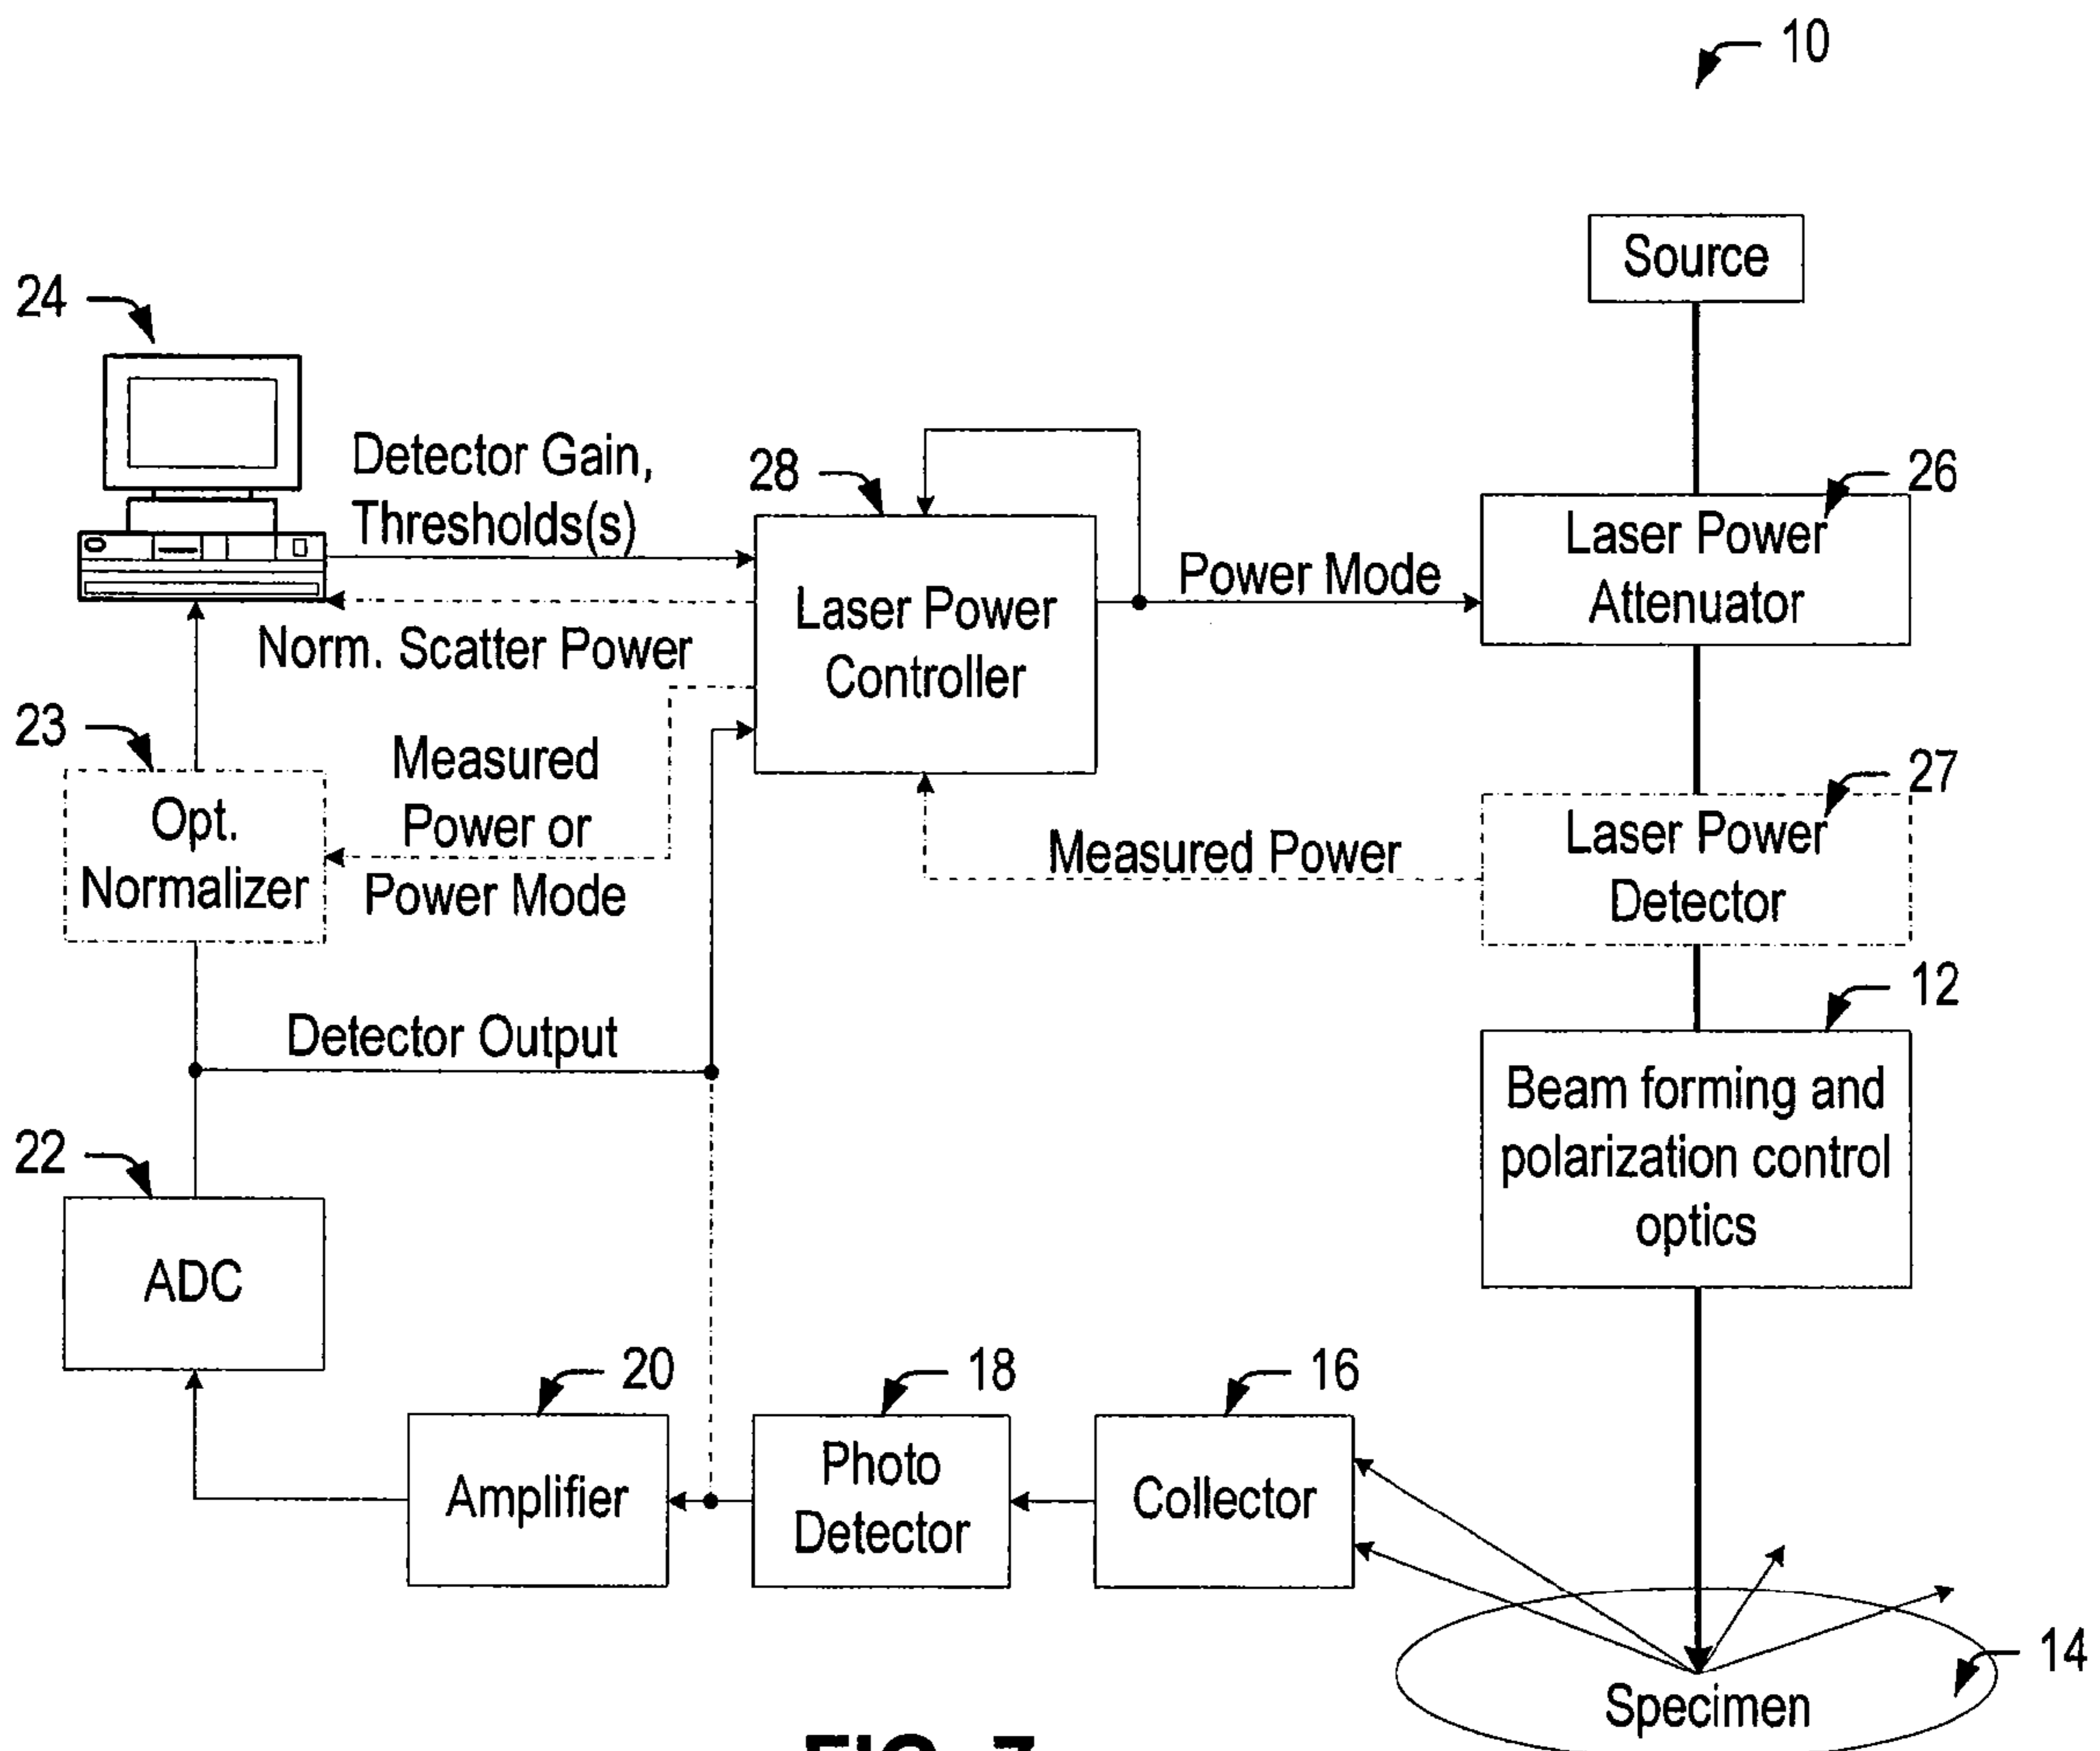 10
Source
24
Detector Gain,
Thresholds(s)
28
26
Laser Power
Attenuator
Power Mode
Laser Power
Controller
Norm. Scatter Power
23
Measured
Power or
Power Mode
Opt.
Normalizer
27
Laser Power
Detector
Measured Power
12
Detector Output
Beam forming and
polarization control
optics
22
ADC
20
18
16
Amplifier
Photo
Detector
Collector
14
Specimen